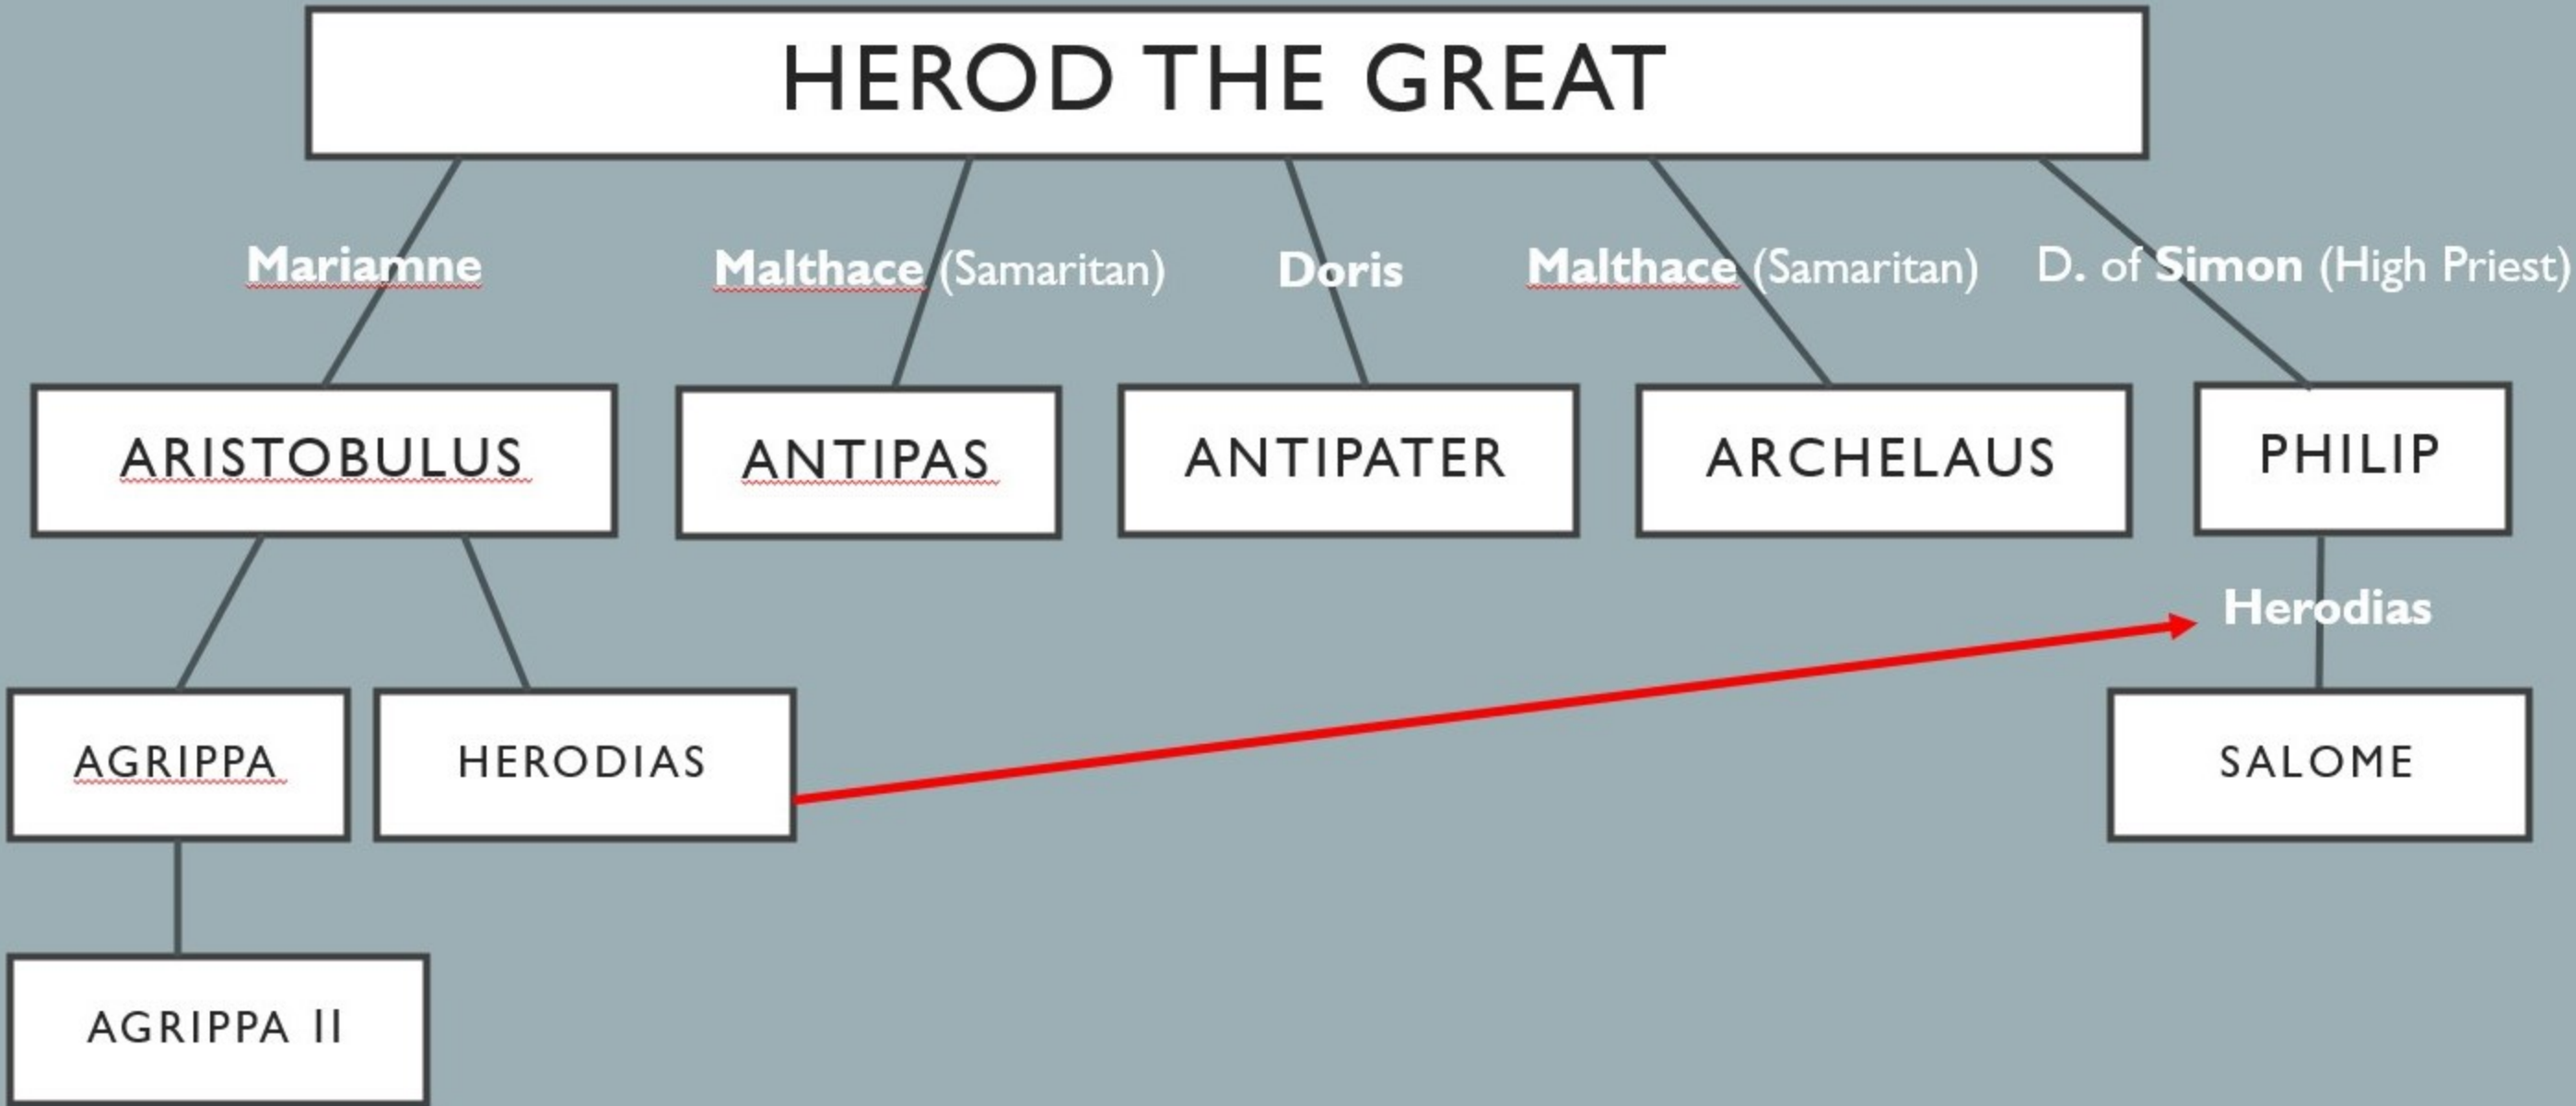 HEROD THE GREAT
Mariamne
Malthace (Samaritan)
Doris
Malthace (Samaritan)
D. of Simon (High Priest)
ARISTOBULUS
ANTIPAS
ANTIPATER
ARCHELAUS
PHILIP
Herodias
AGRIPPA
HERODIAS
SALOME
AGRIPPA II